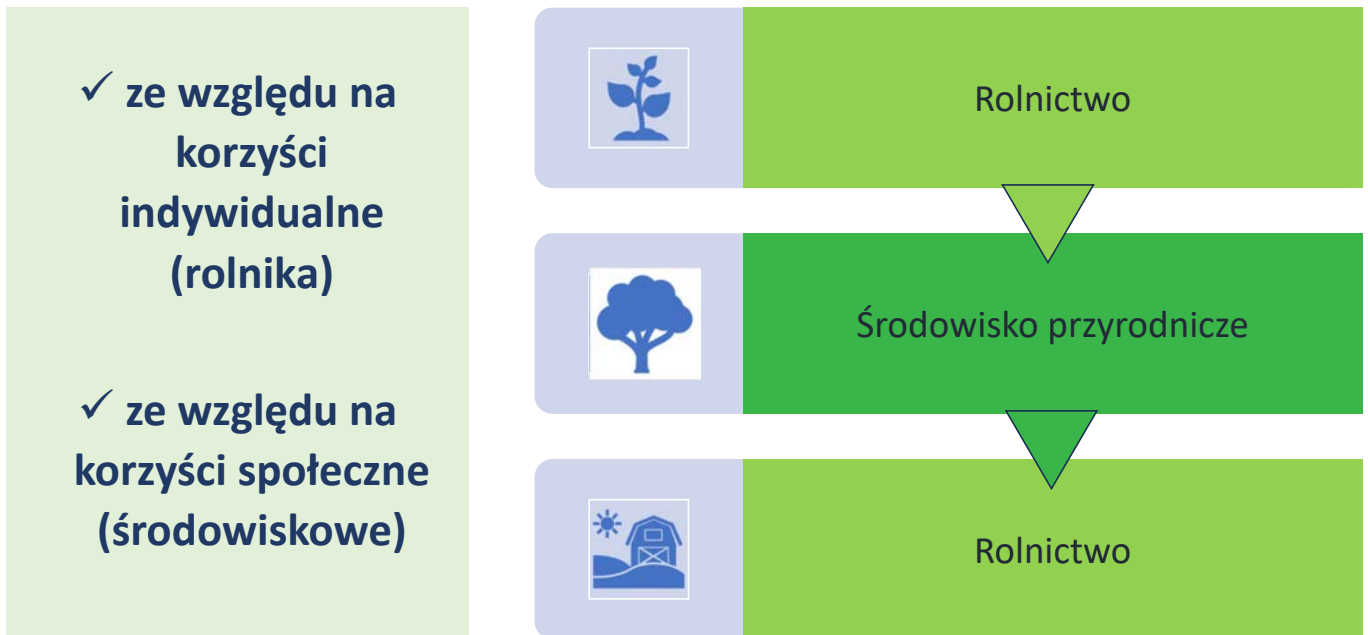 ✓ ze względu na
korzyści
indywidualne
(rolnika)
✓ ze względu na
korzyści społeczne
(środowiskowe)
Rolnictwo
Środowisko przyrodnicze
Rolnictwo